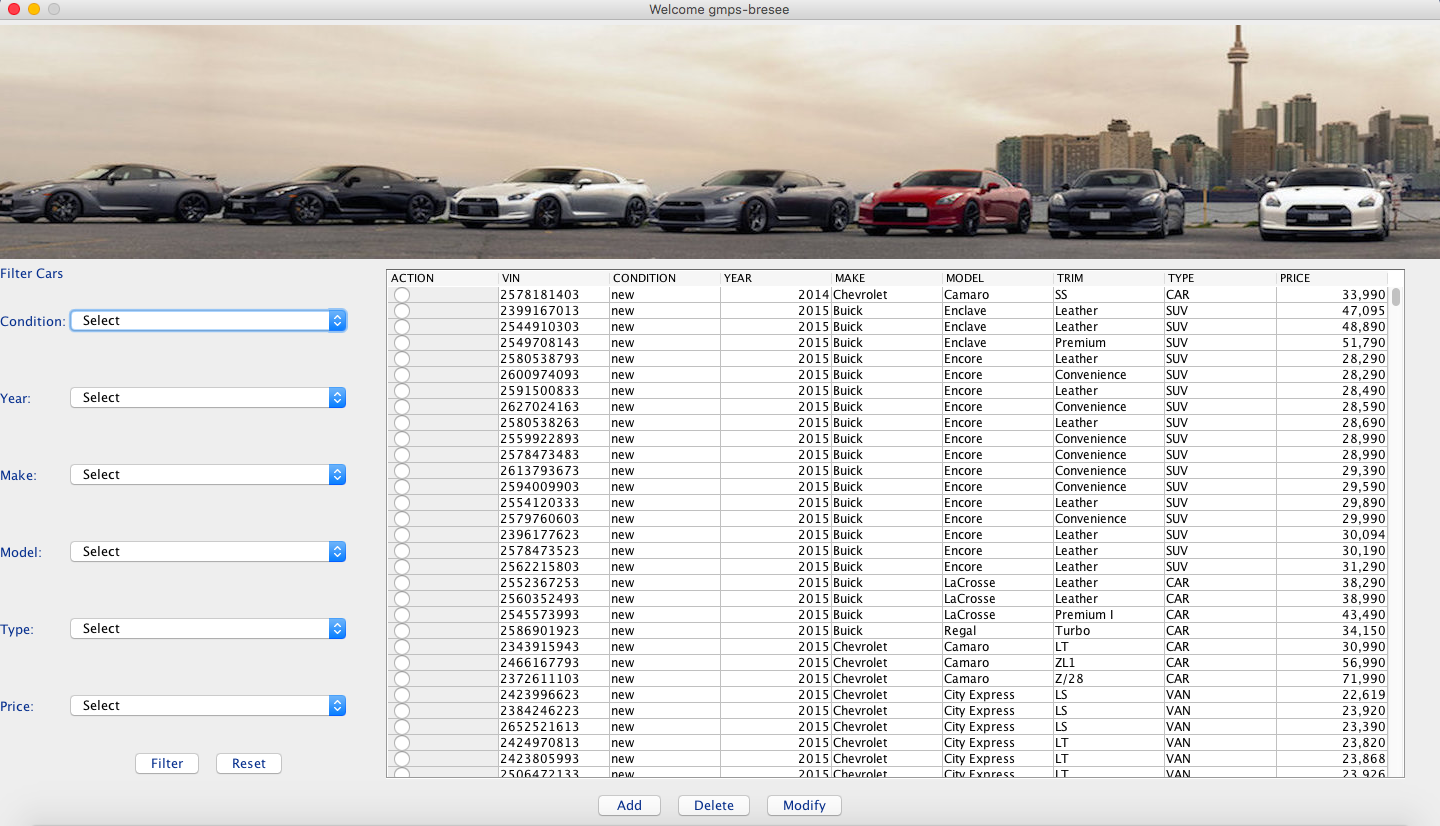 Welcome gmps-bresee
Filter Cars
Condition: Select
Year: Select
Make: Select
Model: Select
Type: Select
Price: Select
Filter Reset
ACTION VIN CONDITION YEAR MAKE MODEL TRIM TYPE PRICE
2578181403 new 2014 Chevrolet Camaro SS CAR 33,990
2399167013 new 2015 Buick Enclave Leather SUV 47,095
2544910303 new 2015 Buick Enclave Leather SUV 48,890
2549708143 new 2015 Buick Enclave Premium SUV 51,790
2580538793 new 2015 Buick Encore Leather SUV 28,290
2600974093 new 2015 Buick Encore Convenience SUV 28,290
2591500833 new 2015 Buick Encore Leather SUV 28,490
2627024163 new 2015 Buick Encore Convenience SUV 28,590
2580538263 new 2015 Buick Encore Leather SUV 28,690
2559922893 new 2015 Buick Encore Convenience SUV 28,990
2578473483 new 2015 Buick Encore Convenience SUV 28,990
2613793673 new 2015 Buick Encore Convenience SUV 29,390
2594009903 new 2015 Buick Encore Convenience SUV 29,590
2554120333 new 2015 Buick Encore Leather SUV 29,890
2579760603 new 2015 Buick Encore Convenience SUV 29,990
2396177623 new 2015 Buick Encore Leather SUV 30,094
2578473523 new 2015 Buick Encore Leather SUV 30,190
2562215803 new 2015 Buick Encore Leather SUV 31,290
2552367253 new 2015 Buick LaCrosse Leather CAR 38,290
2560352493 new 2015 Buick LaCrosse Leather CAR 38,990
2545573993 new 2015 Buick LaCrosse Premium I CAR 43,490
2586901923 new 2015 Buick Regal Turbo CAR 34,150
2343915943 new 2015 Chevrolet Camaro LT CAR 30,990
2466167793 new 2015 Chevrolet Camaro ZL1 CAR 56,990
2372611103 new 2015 Chevrolet Camaro Z/28 CAR 71,990
2423996623 new 2015 Chevrolet City Express LS VAN 22,619
2384246223 new 2015 Chevrolet City Express LS VAN 23,920
2652521613 new 2015 Chevrolet City Express LS VAN 23,390
2424970813 new 2015 Chevrolet City Express LT VAN 23,820
2423805993 new 2015 Chevrolet City Express LT VAN 23,868
2506472133 new 2015 Chevrolet City Express LT VAN 23,926
Add Delete Modify